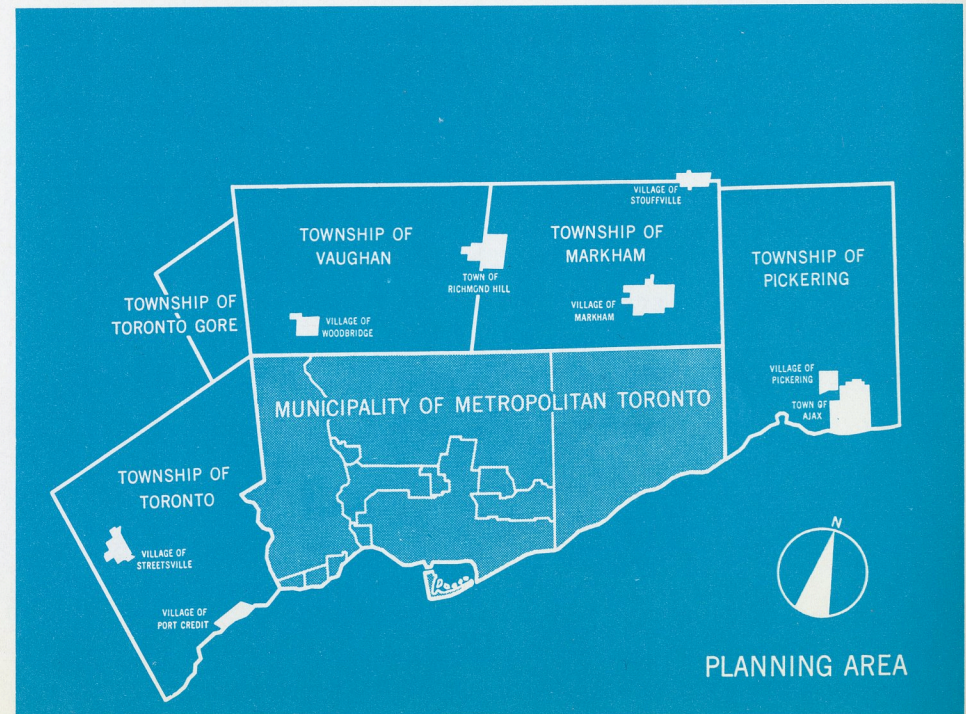 VILLAGE OF
STOUFFVILLE
TOWNSHIP OF
VAUGHAN
TOWNSHIP OF
MARKHAM
TOWNSHIP OF
PICKERING
TOWN OF
RICHMOND HILL
TOWNSHIP OF
TORONTO GORE
VILLAGE OF
MARKHAM
VILLAGE OF
WOODBRIDGE
VILLAGE OF
PICKERING
TOWN OF
AJAX
MUNICIPALITY OF METROPOLITAN TORONTO
TOWNSHIP OF
TORONTO
VILLAGE OF
STREETSVILLE
VILLAGE OF
PORT CREDIT
N
PLANNING AREA